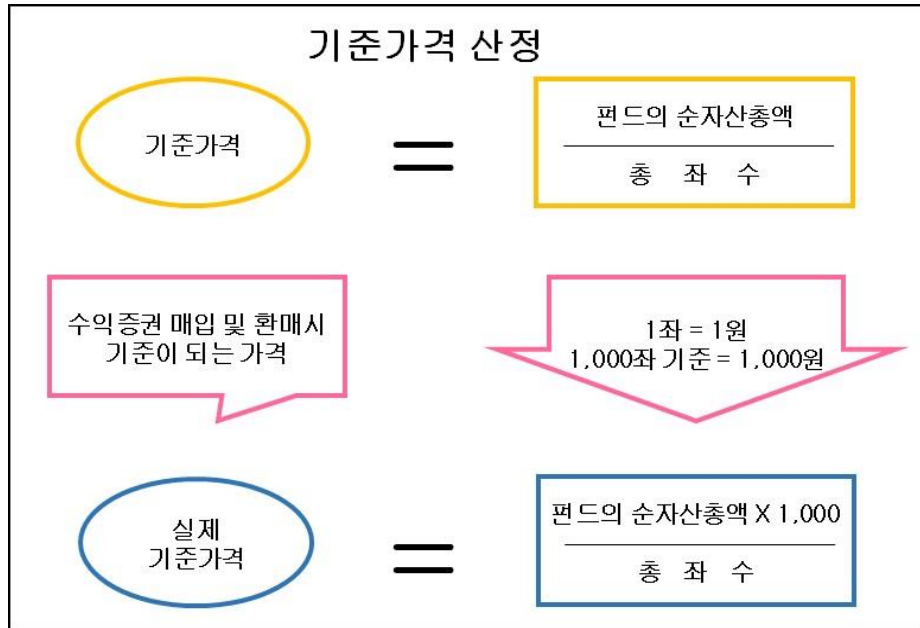 기준가격 산정
기준가격
=
펀드의 순자산총액
총 좌 수
수익증권 매입 및 환매시
기준이 되는 가격
1좌 = 1원
1,000좌 기준 = 1,000원
실제
기준가격
=
펀드의 순자산총액 X 1,000
총 좌 수